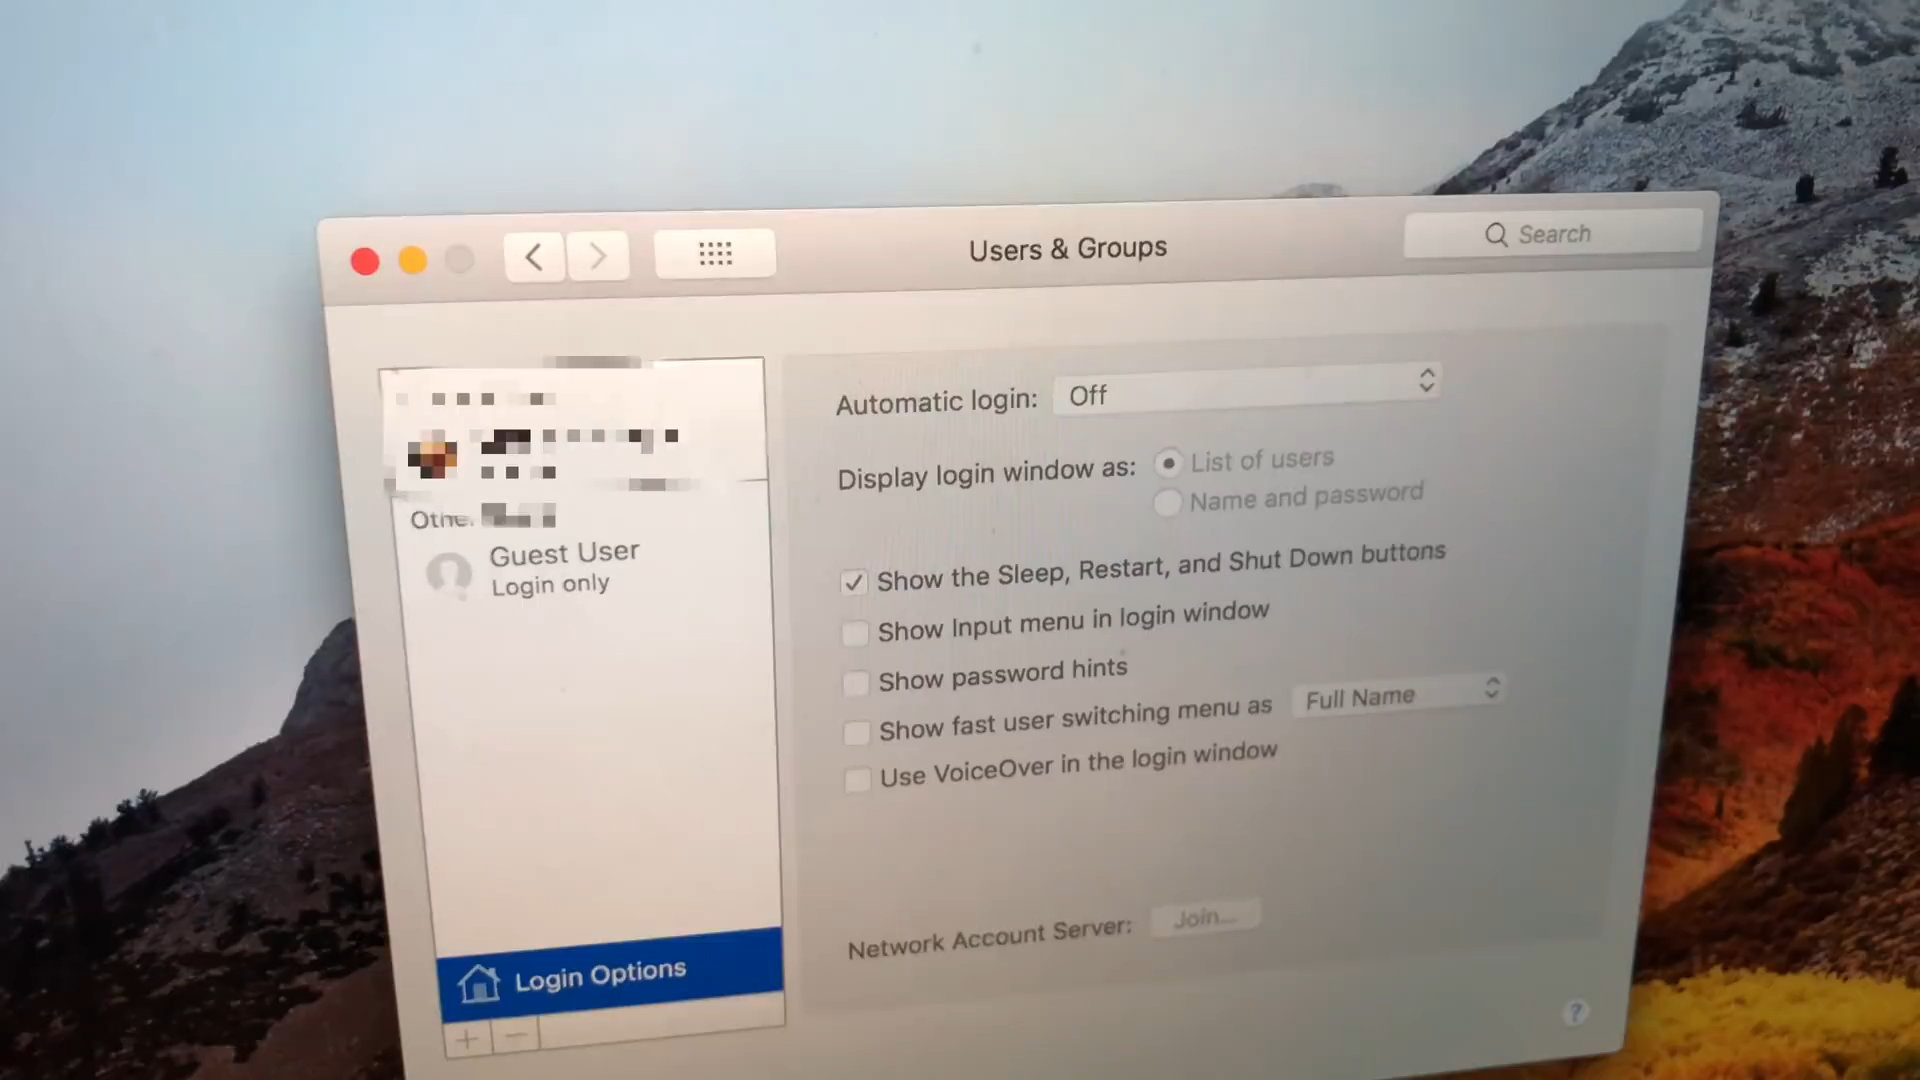 Users & Groups
Search
Automatic login: Off
Display login window as: List of users
Name and password
Guest User
Login only
Show the Sleep, Restart, and Shut Down buttons
Show Input menu in login window
Show password hints
Show fast user switching menu as Full Name
Use VoiceOver in the login window
Network Account Server: Join...
Login Options
?